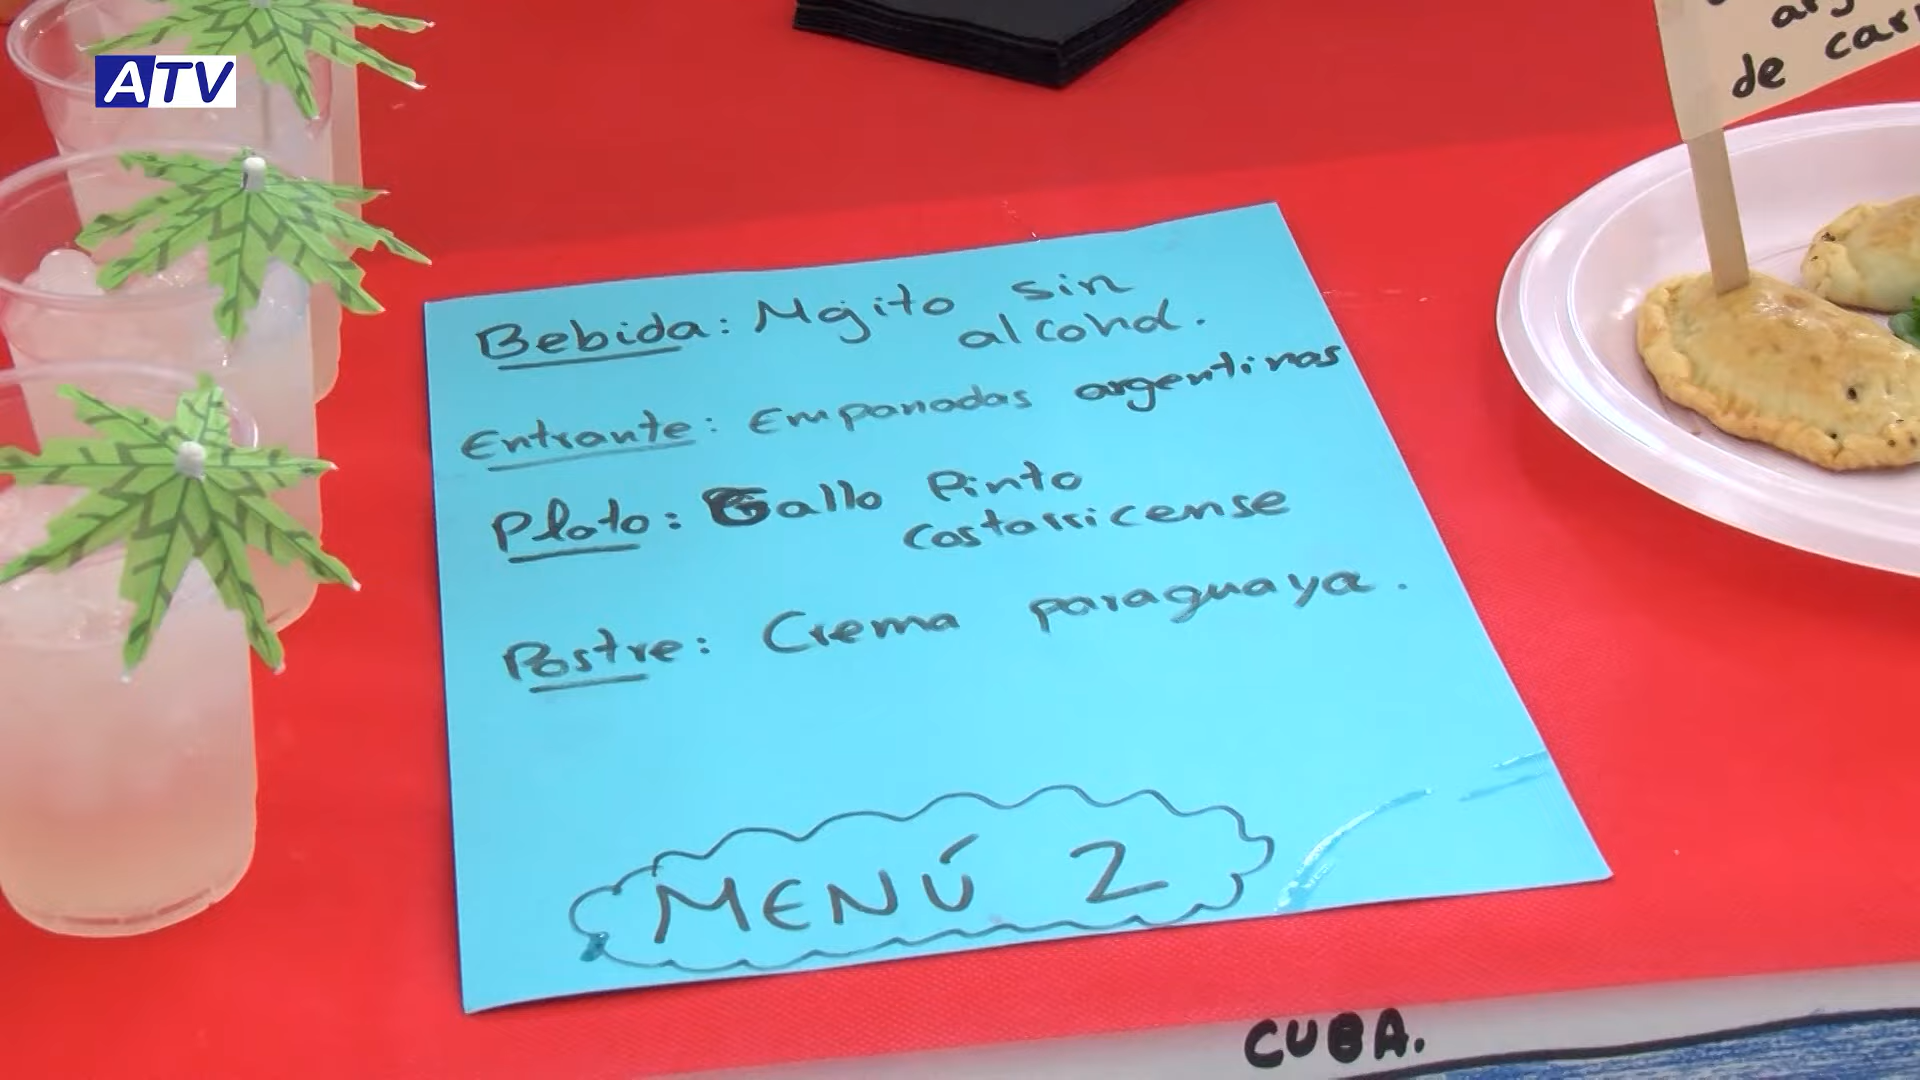 ATV
de
Bebida: Mojito sin
alcohol.
Entrante: Empanadas argentinas
Plato: Gallo Pinto
costarricense
Postre: Crema paraguaya.
MENÚ 2
CUBA.